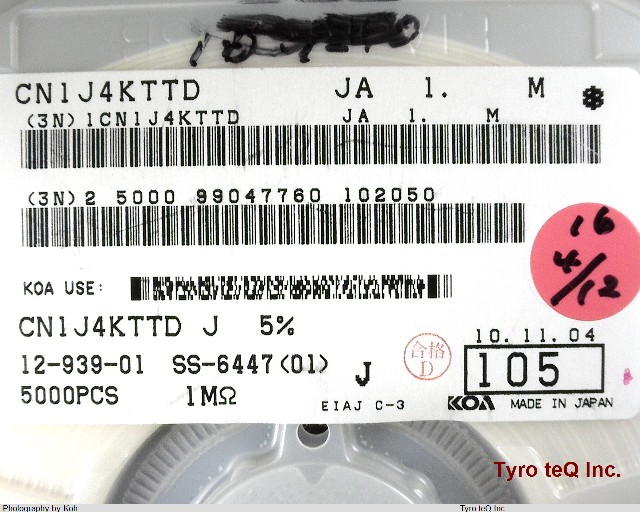 CN1J4KTTD JA 1. M ✽
(3N)1CN1J4KTTD JA 1. M
(3N)2 5000 99047760 102050
16
4/12
KOA USE:
CN1J4KTTD J 5%
12-939-01 SS-6447(01) J
5000PCS 1MΩ
合格
D
10.11.04
105
EIAJ C-3 KOA MADE IN JAPAN
Tyro teQ Inc.
Photography by Koh Tyro teQ Inc